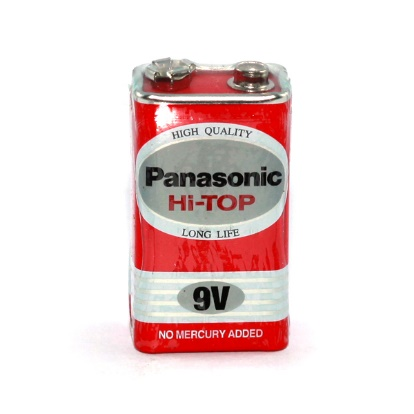 HIGH QUALITY
Panasonic
Hi-TOP
LONG LIFE
9V
NO MERCURY ADDED